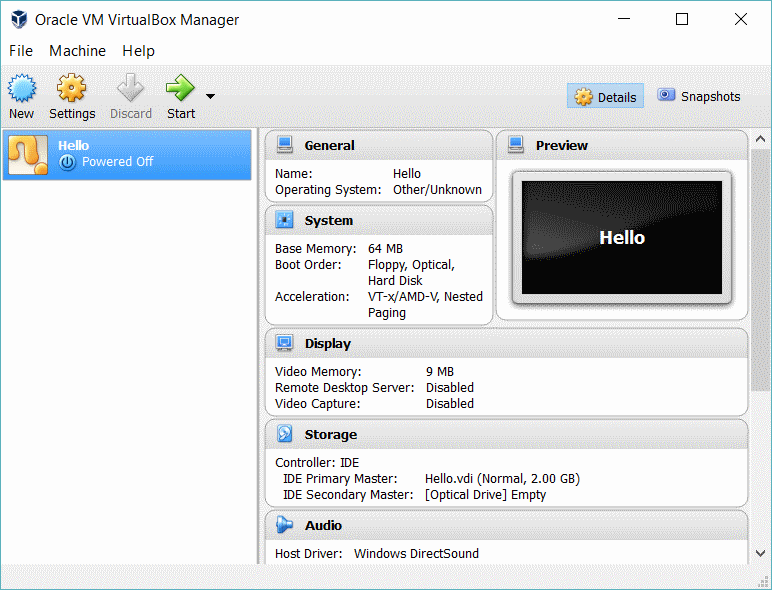 Oracle VM VirtualBox Manager
File Machine Help
New Settings Discard Start Details Snapshots
Hello
Powered Off
General
Name: Hello
Operating System: Other/Unknown
System
Base Memory: 64 MB
Boot Order: Floppy, Optical,
Hard Disk
Acceleration: VT-x/AMD-V, Nested
Paging
Preview
Hello
Display
Video Memory: 9 MB
Remote Desktop Server: Disabled
Video Capture: Disabled
Storage
Controller: IDE
IDE Primary Master: Hello.vdi (Normal, 2.00 GB)
IDE Secondary Master: [Optical Drive] Empty
Audio
Host Driver: Windows DirectSound